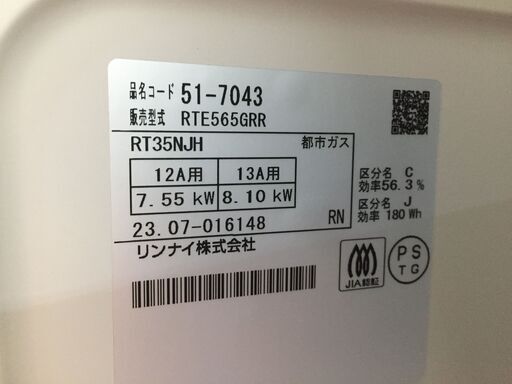 品名コード 51-7043
販売型式 RTE565GRR
RT35NJH 都市ガス
12A用 13A用
7.55 kW 8.10 kW
23.07-016148 RN
リンナイ株式会社
区分名 C
効率56.3%
区分名 J
効率 180 Wh
JIA認証
PS
TG